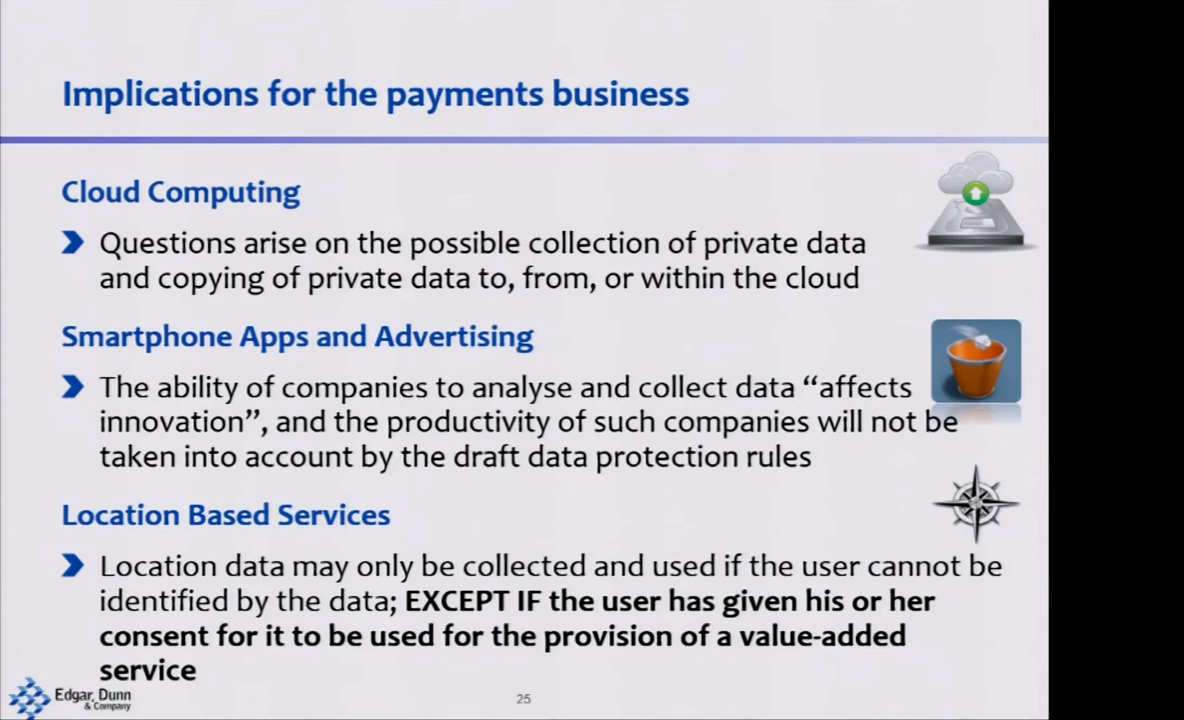 Implications for the payments business
Cloud Computing
Questions arise on the possible collection of private data
and copying of private data to, from, or within the cloud
Smartphone Apps and Advertising
The ability of companies to analyse and collect data “affects
innovation”, and the productivity of such companies will not be
taken into account by the draft data protection rules
Location Based Services
Location data may only be collected and used if the user cannot be
identified by the data; EXCEPT IF the user has given his or her
consent for it to be used for the provision of a value-added
service
Edgar, Dunn
& Company
25